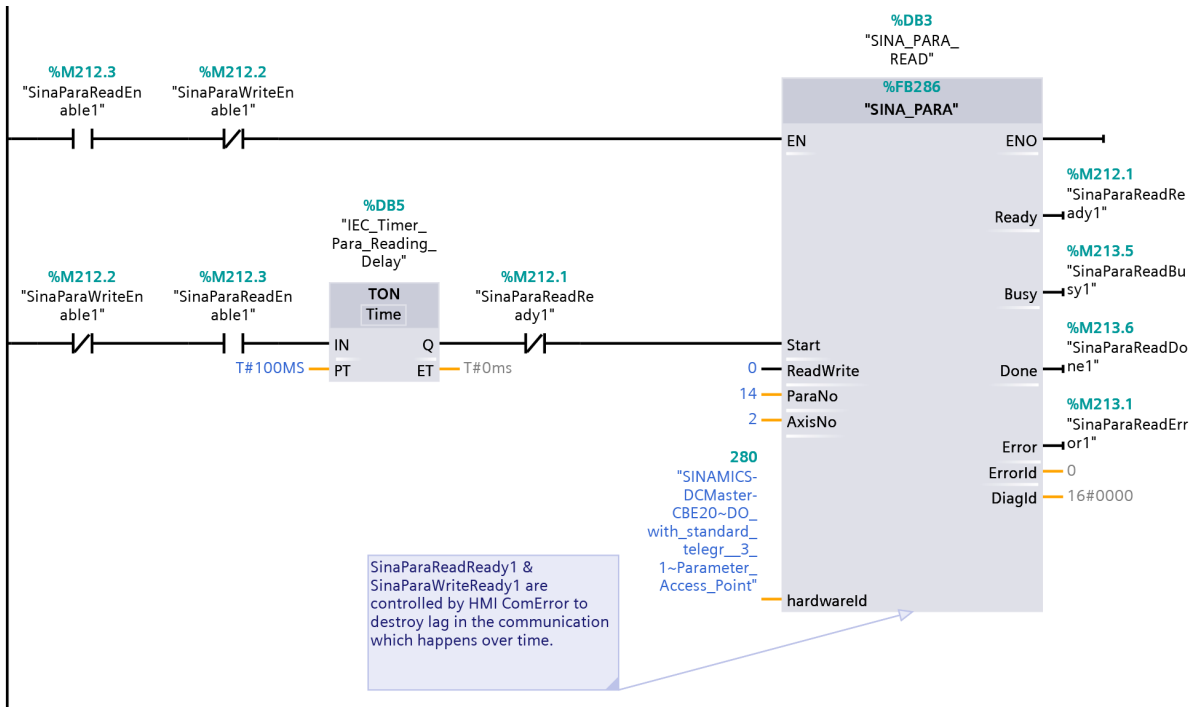 %DB3
"SINA_PARA_
READ"
%M212.3
"SinaParaReadEn
able1"
%M212.2
"SinaParaWriteEn
able1"
%FB286
"SINA_PARA"
EN
ENO
%M212.1
"SinaParaReadRe
ady1"
Ready
%DB5
"IEC_Timer_
Para_Reading_
Delay"
%M213.5
"SinaParaReadBu
sy1"
Busy
%M212.2
"SinaParaWriteEn
able1"
%M212.3
"SinaParaReadEn
able1"
TON
Time
IN
Q
T#100MS
PT
ET
T#0ms
%M212.1
"SinaParaReadRe
ady1"
Start
0
ReadWrite
14
ParaNo
2
AxisNo
%M213.6
"SinaParaReadDo
ne1"
Done
%M213.1
"SinaParaReadErr
or1"
Error
ErrorId
0
DiagId
16#0000
280
"SINAMICS-
DCMaster-
CBE20~DO_
with_standard_
telegr__3_
1~Parameter_
Access_Point"
hardwareId
SinaParaReadReady1 &
SinaParaWriteReady1 are
controlled by HMI ComError to
destroy lag in the communication
which happens over time.